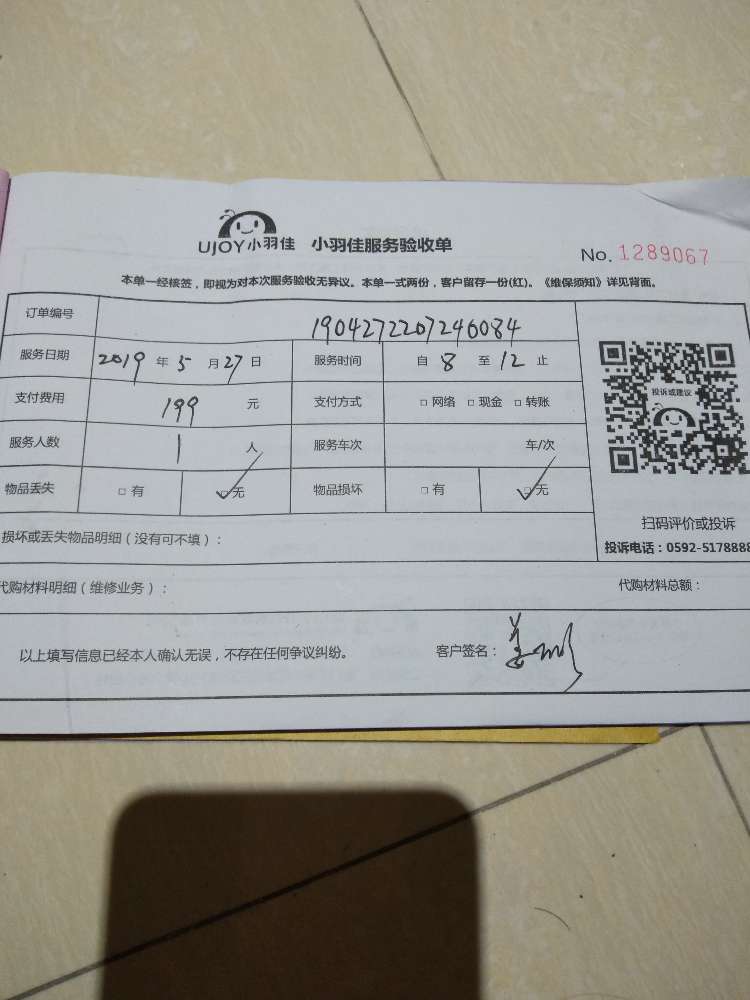 UJOY小羽佳 小羽佳服务验收单
No. 1289067
本单一经核签，即视为对本次服务验收无异议。本单一式两份，客户留存一份(红)。《维保须知》详见背面。
订单编号 1904272207246084
服务日期 2019 年 5 月 27 日 服务时间 自 8 至 12 止
支付费用 199 元 支付方式 □ 网络 □ 现金 □ 转账
投诉或建议
服务人数 1 人 服务车次 车/次
物品丢失 □ 有 □ 无 物品损坏 □ 有 □ 无
扫码评价或投诉
损坏或丢失物品明细（没有可不填）：
投诉电话：0592-5178888
代购材料明细（维修业务）： 代购材料总额：
以上填写信息已经本人确认无误，不存在任何争议纠纷。 客户签名：